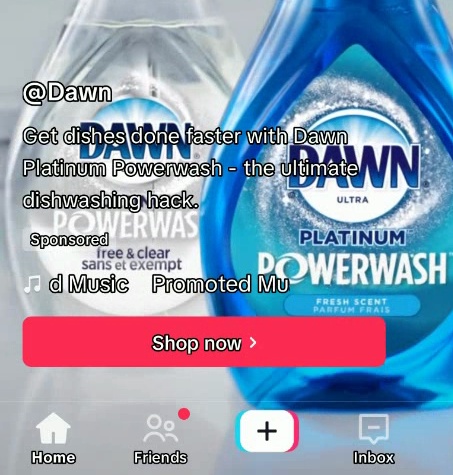 @Dawn
Get dishes done faster with Dawn
Platinum Powerwash - the ultimate
dishwashing hack.
Sponsored
d Music Promoted Mu
Shop now
Home
Friends
Inbox
DAWN
POWERWAS
free & clear
sans et exempt
DAWN
ULTRA
PLATINUM
POWERWASH
FRESH SCENT
PARFUM FRAIS